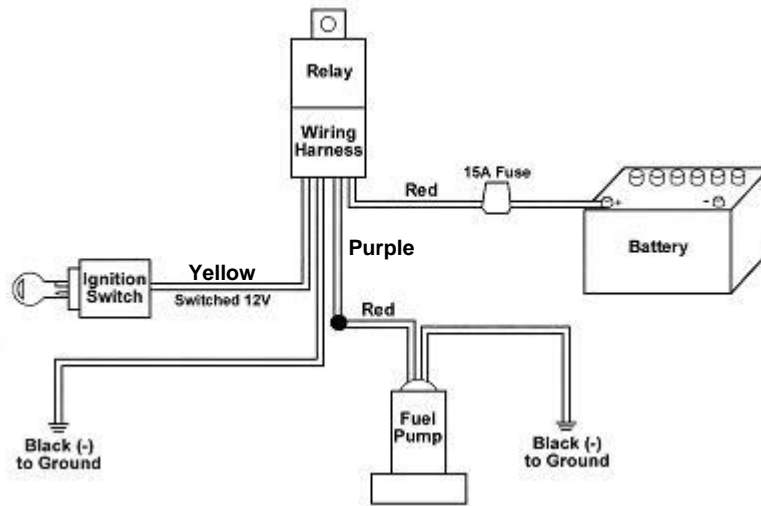 Relay
Wiring
Harness
15A Fuse
Red
+
-
Battery
Purple
Ignition
Switch
Yellow
Switched 12V
Red
Fuel
Pump
Black (-)
to Ground
Black (-)
to Ground